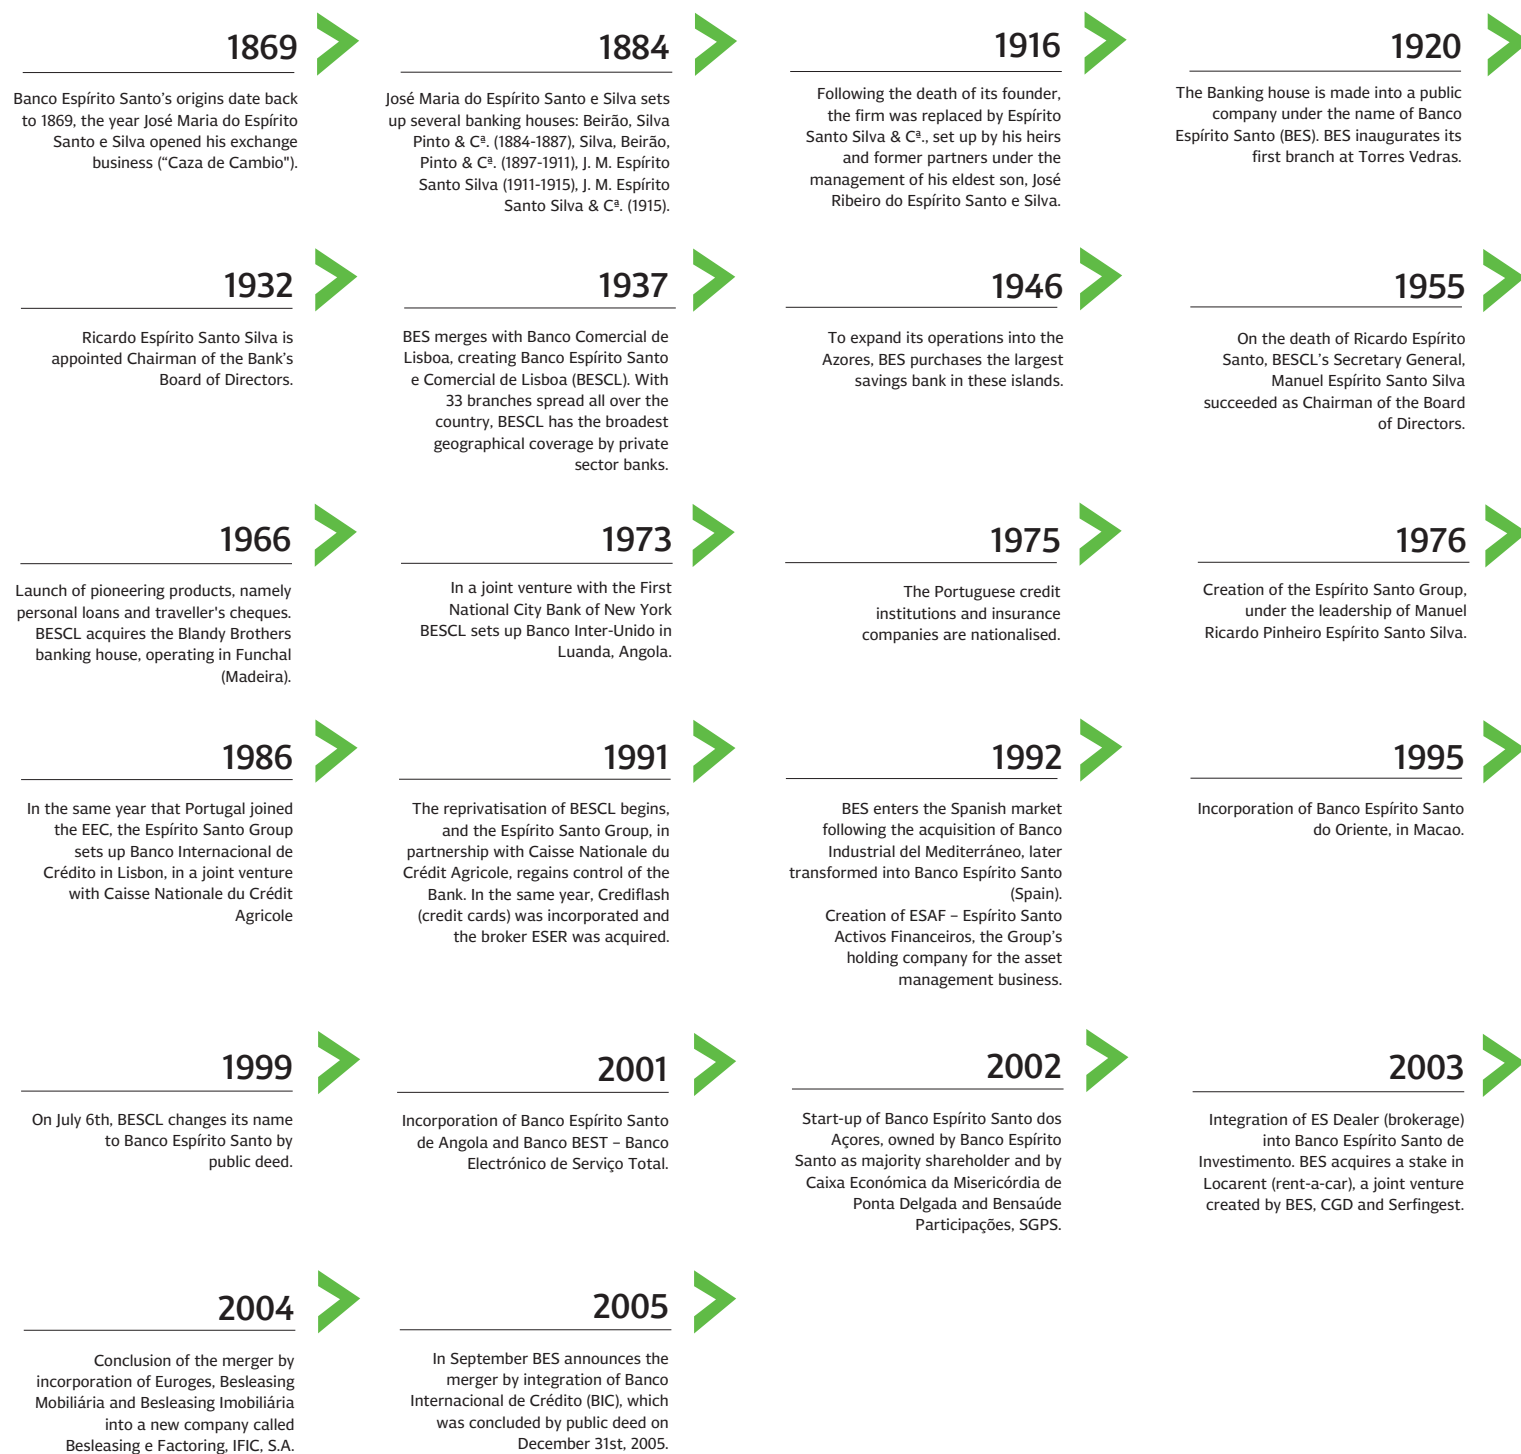 1869
Banco Espírito Santo’s origins date back
to 1869, the year José Maria do Espírito
Santo e Silva opened his exchange
business (“Caza de Cambio").
1884
José Maria do Espírito Santo e Silva sets
up several banking houses: Beirão, Silva
Pinto & Cª. (1884-1887), Silva, Beirão,
Pinto & Cª. (1897-1911), J. M. Espírito
Santo Silva (1911-1915), J. M. Espírito
Santo Silva & Cª. (1915).
1916
Following the death of its founder,
the firm was replaced by Espírito
Santo Silva & Cª., set up by his heirs
and former partners under the
management of his eldest son, José
Ribeiro do Espírito Santo e Silva.
1920
The Banking house is made into a public
company under the name of Banco
Espírito Santo (BES). BES inaugurates its
first branch at Torres Vedras.
1932
Ricardo Espírito Santo Silva is
appointed Chairman of the Bank’s
Board of Directors.
1937
BES merges with Banco Comercial de
Lisboa, creating Banco Espírito Santo
e Comercial de Lisboa (BESCL). With
33 branches spread all over the
country, BESCL has the broadest
geographical coverage by private
sector banks.
1946
To expand its operations into the
Azores, BES purchases the largest
savings bank in these islands.
1955
On the death of Ricardo Espírito
Santo, BESCL’s Secretary General,
Manuel Espírito Santo Silva
succeeded as Chairman of the Board
of Directors.
1966
Launch of pioneering products, namely
personal loans and traveller's cheques.
BESCL acquires the Blandy Brothers
banking house, operating in Funchal
(Madeira).
1973
In a joint venture with the First
National City Bank of New York
BESCL sets up Banco Inter-Unido in
Luanda, Angola.
1975
The Portuguese credit
institutions and insurance
companies are nationalised.
1976
Creation of the Espírito Santo Group,
under the leadership of Manuel
Ricardo Pinheiro Espírito Santo Silva.
1986
In the same year that Portugal joined
the EEC, the Espírito Santo Group
sets up Banco Internacional de
Crédito in Lisbon, in a joint venture
with Caisse Nationale du Crédit
Agricole
1991
The reprivatisation of BESCL begins,
and the Espírito Santo Group, in
partnership with Caisse Nationale du
Crédit Agricole, regains control of the
Bank. In the same year, Crediflash
(credit cards) was incorporated and
the broker ESER was acquired.
1992
BES enters the Spanish market
following the acquisition of Banco
Industrial del Mediterráneo, later
transformed into Banco Espírito Santo
(Spain).
Creation of ESAF – Espírito Santo
Activos Financeiros, the Group’s
holding company for the asset
management business.
1995
Incorporation of Banco Espírito Santo
do Oriente, in Macao.
1999
On July 6th, BESCL changes its name
to Banco Espírito Santo by
public deed.
2001
Incorporation of Banco Espírito Santo
de Angola and Banco BEST – Banco
Electrónico de Serviço Total.
2002
Start-up of Banco Espírito Santo dos
Açores, owned by Banco Espírito
Santo as majority shareholder and by
Caixa Económica da Misericórdia de
Ponta Delgada and Bensaúde
Participações, SGPS.
2003
Integration of ES Dealer (brokerage)
into Banco Espírito Santo de
Investimento. BES acquires a stake in
Locarent (rent-a-car), a joint venture
created by BES, CGD and Serfingest.
2004
Conclusion of the merger by
incorporation of Euroges, Besleasing
Mobiliária and Besleasing Imobiliária
into a new company called
Besleasing e Factoring, IFIC, S.A.
2005
In September BES announces the
merger by integration of Banco
Internacional de Crédito (BIC), which
was concluded by public deed on
December 31st, 2005.